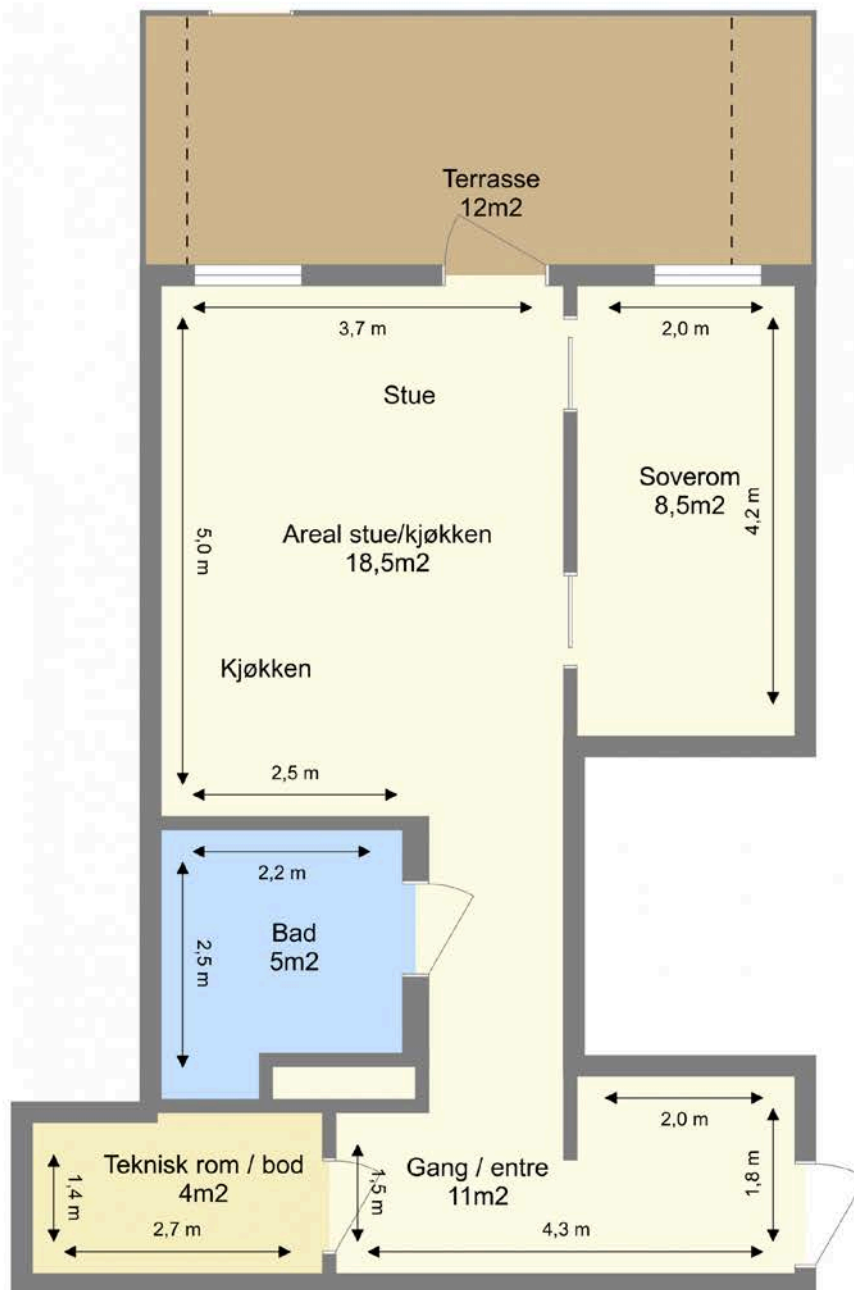 Terrasse
12m2
3,7 m
2,0 m
Stue
Soverom
8,5m2
4,2 m
5,0 m
Areal stue/kjøkken
18,5m2
Kjøkken
2,5 m
2,2 m
Bad
5m2
2,5 m
2,0 m
Teknisk rom / bod
4m2
1,4 m
2,7 m
1,5 m
Gang / entre
11m2
1,8 m
4,3 m